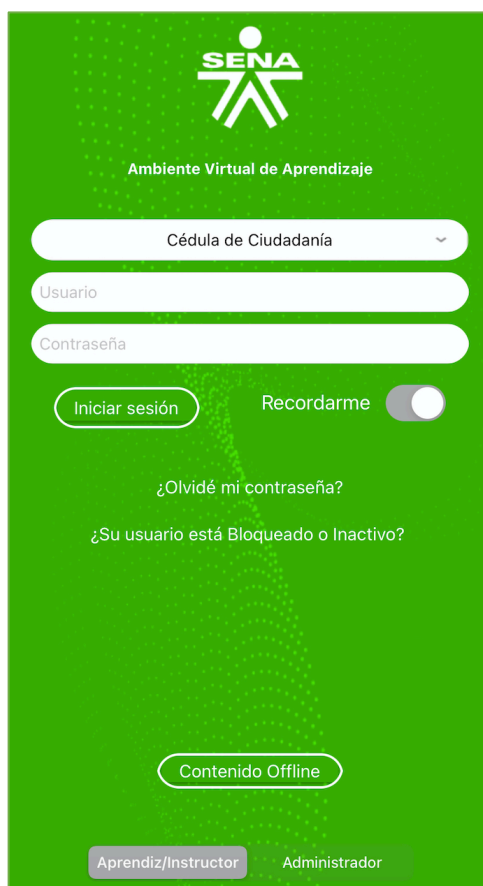 SENA
Ambiente Virtual de Aprendizaje
Cédula de Ciudadanía
Usuario
Contraseña
Iniciar sesión
Recordarme
¿Olvidé mi contraseña?
¿Su usuario está Bloqueado o Inactivo?
Contenido Offline
Aprendiz/Instructor
Administrador